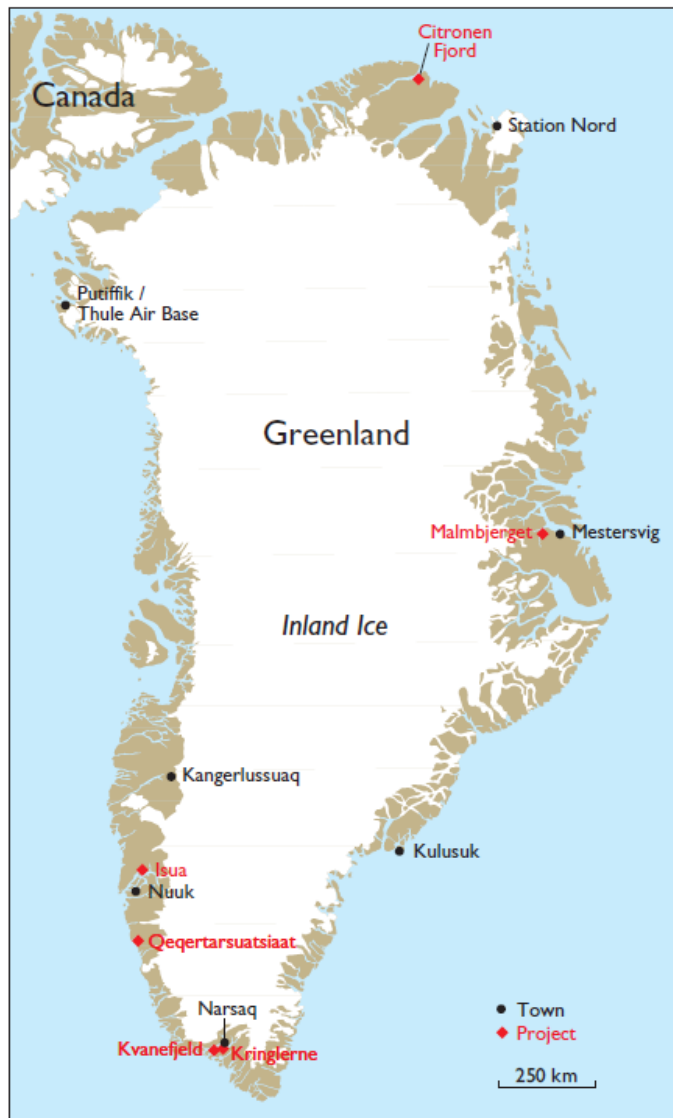 Citronen
Fjord
Canada
Station Nord
Putiffik /
Thule Air Base
Greenland
Malmbjerget
Mestersvig
Inland Ice
Kangerlussuaq
Kulusuk
Isua
Nuuk
Qeqertarsuatsiaat
Narsaq
Kvanefjeld
Kringlerne
Town
Project
250 km